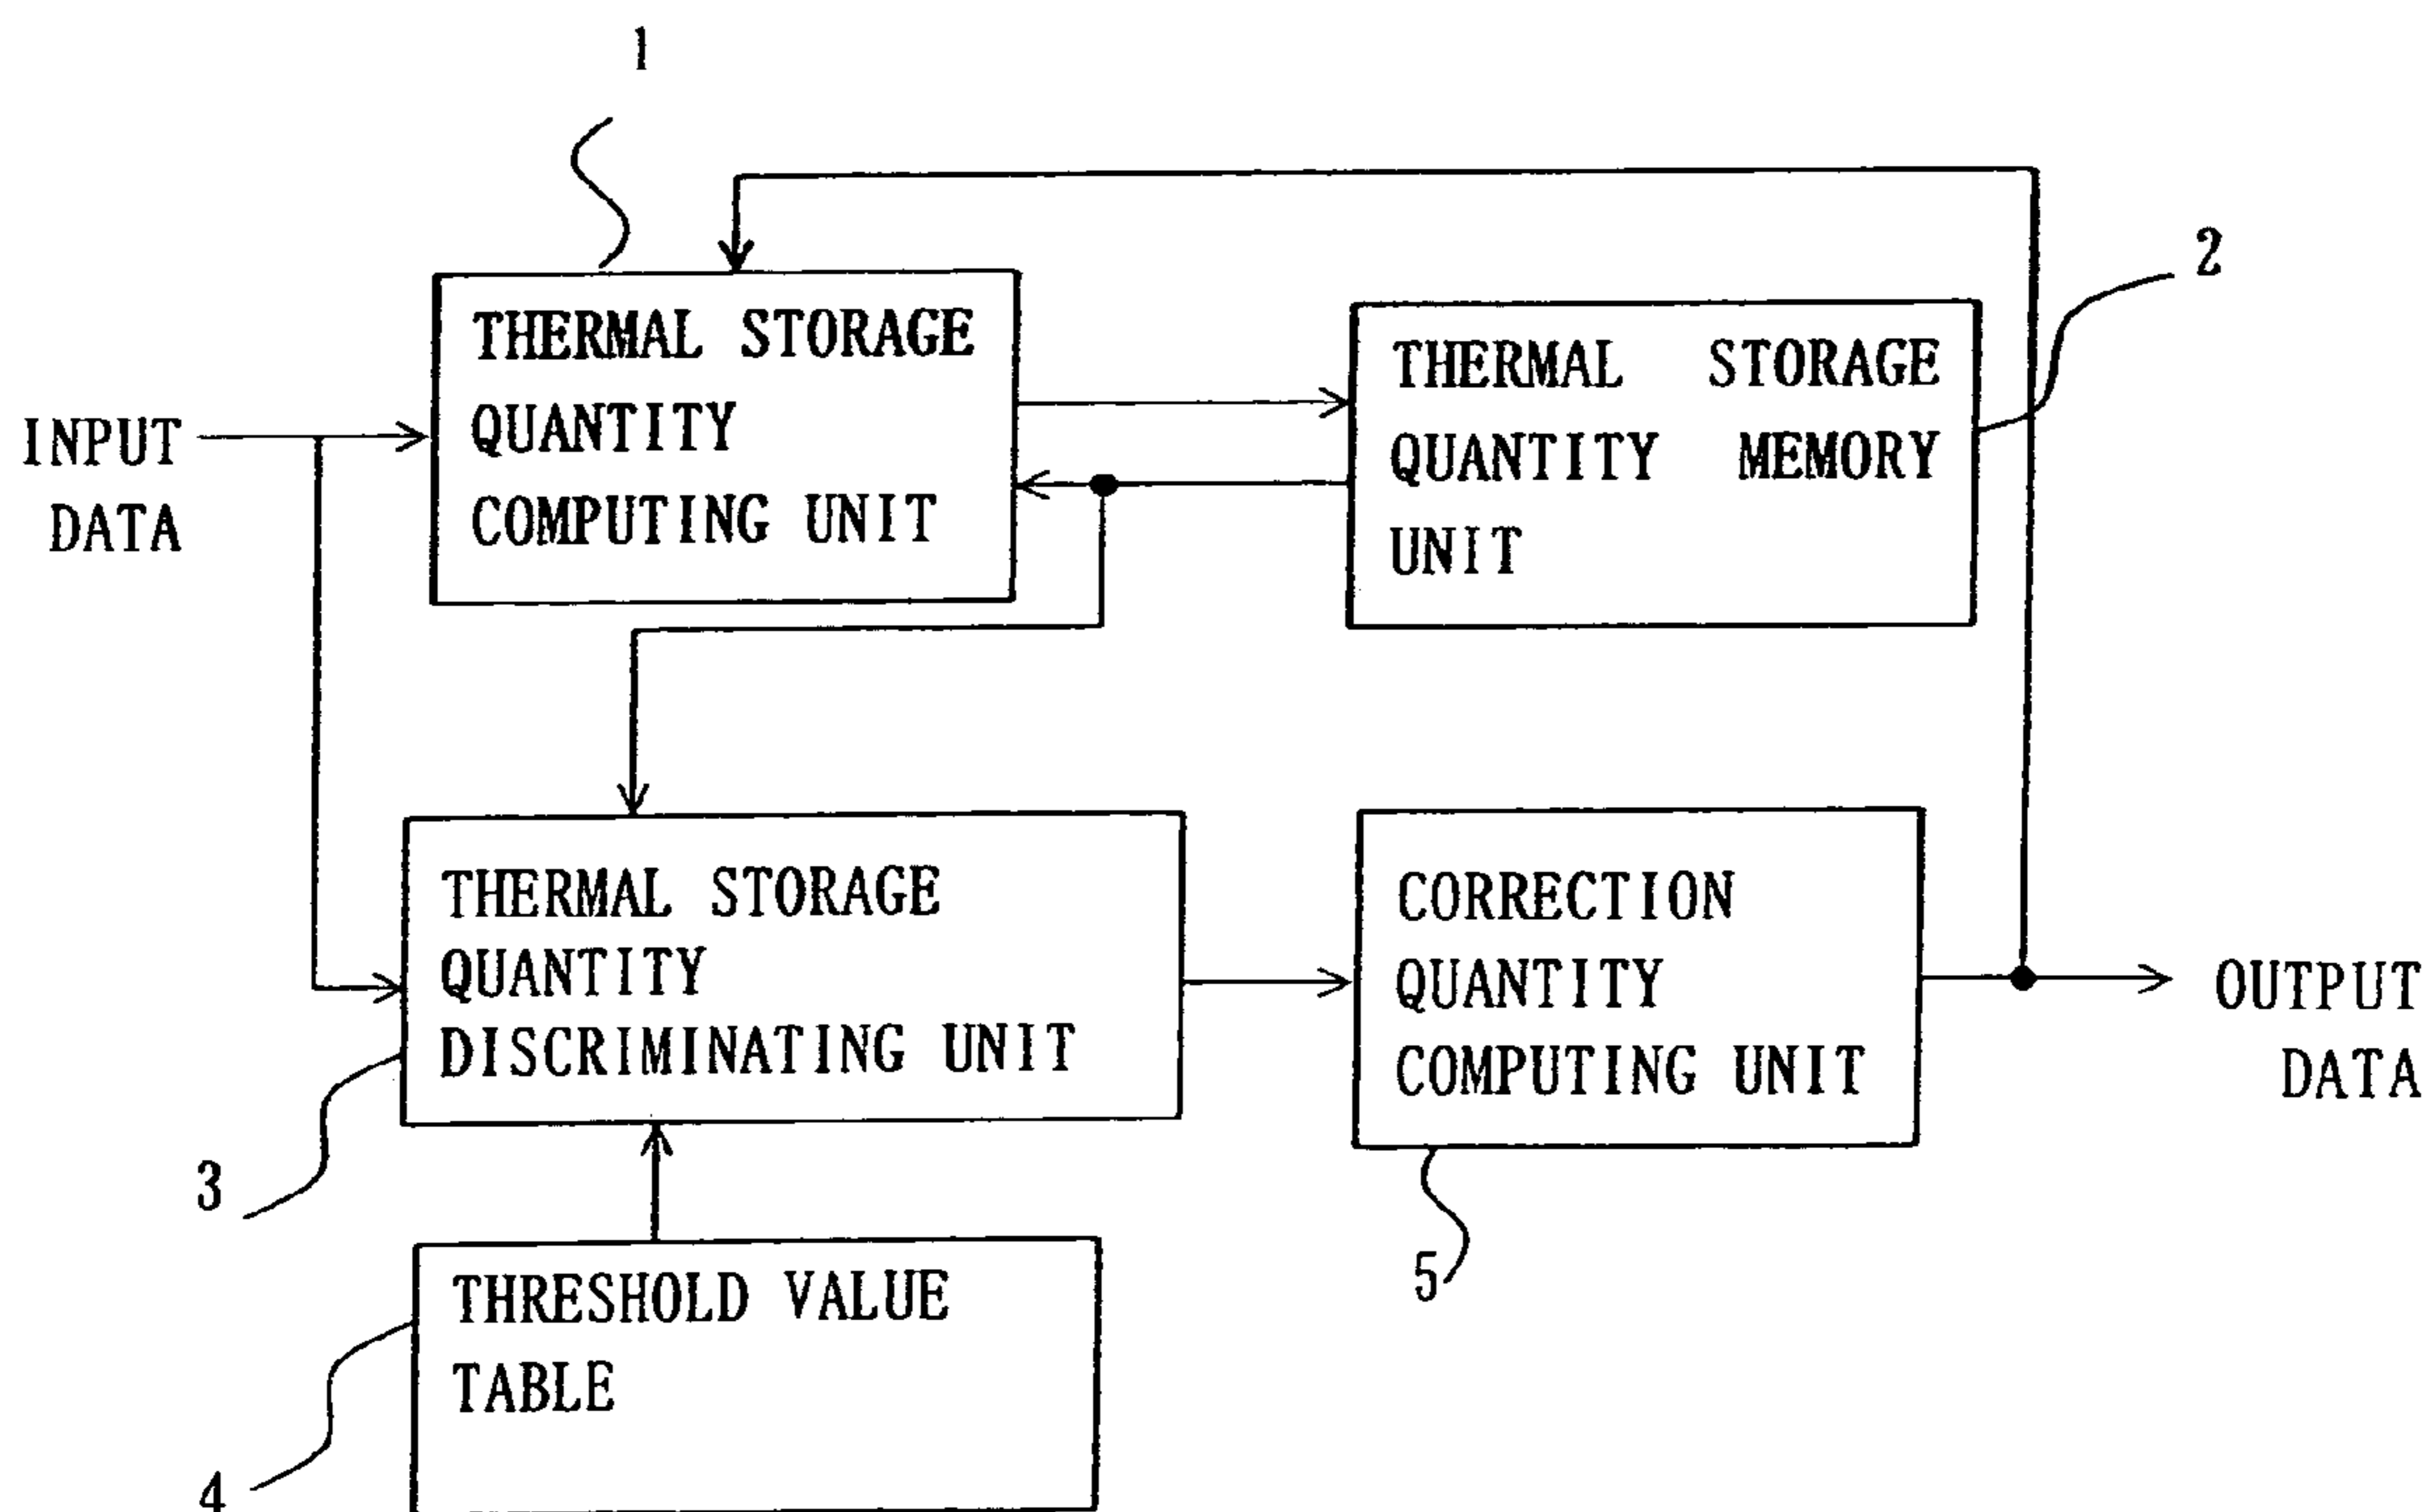 1
THERMAL STORAGE
QUANTITY
COMPUTING UNIT
2
THERMAL STORAGE
QUANTITY MEMORY
UNIT
INPUT
DATA
THERMAL STORAGE
QUANTITY
DISCRIMINATING UNIT
3
CORRECTION
QUANTITY
COMPUTING UNIT
5
OUTPUT
DATA
THRESHOLD VALUE
TABLE
4